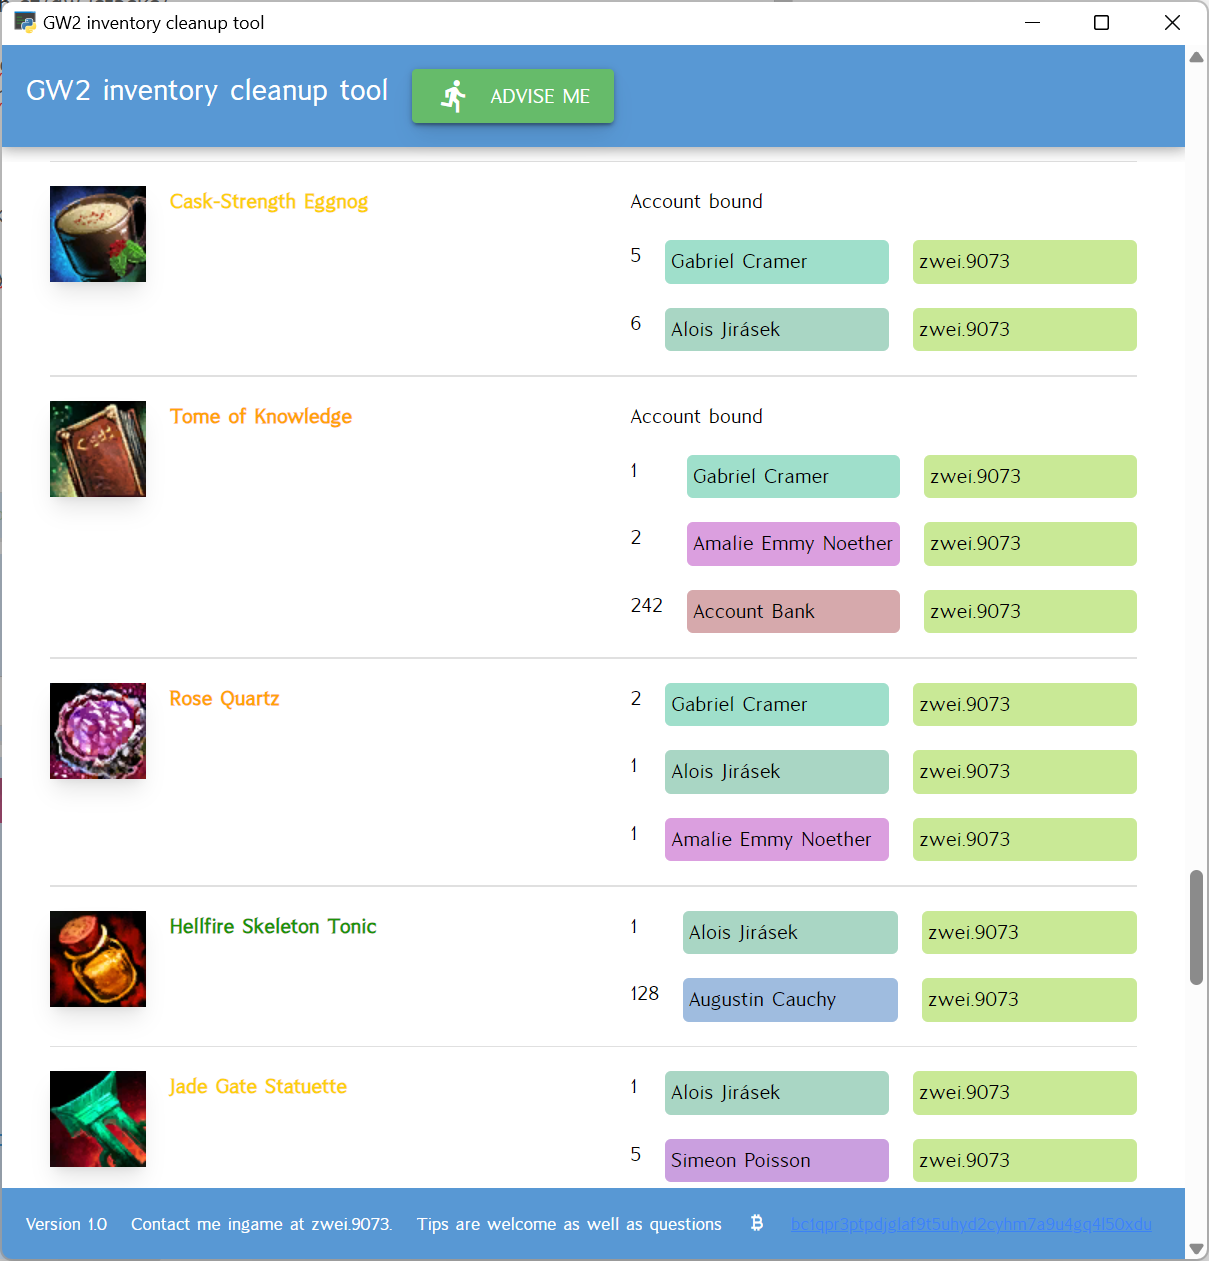 GW2 inventory cleanup tool
GW2 inventory cleanup tool
ADVISE ME
Cask-Strength Eggnog
Account bound
5 Gabriel Cramer zwei.9073
6 Alois Jirásek zwei.9073
Tome of Knowledge
Account bound
1 Gabriel Cramer zwei.9073
2 Amalie Emmy Noether zwei.9073
242 Account Bank zwei.9073
Rose Quartz
2 Gabriel Cramer zwei.9073
1 Alois Jirásek zwei.9073
1 Amalie Emmy Noether zwei.9073
Hellfire Skeleton Tonic
1 Alois Jirásek zwei.9073
128 Augustin Cauchy zwei.9073
Jade Gate Statuette
1 Alois Jirásek zwei.9073
5 Simeon Poisson zwei.9073
Version 1.0 Contact me ingame at zwei.9073. Tips are welcome as well as questions